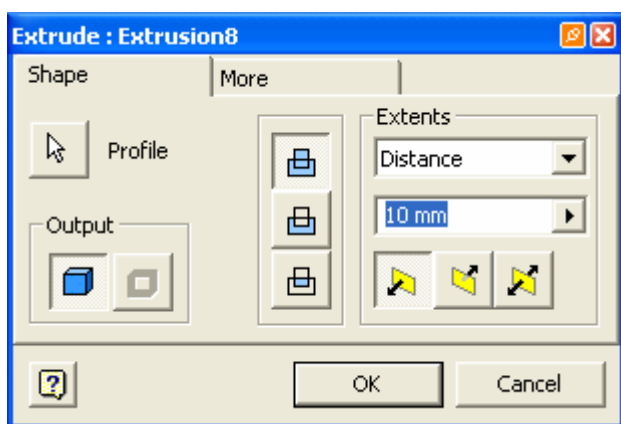 Extrude : Extrusion8
Shape
More
Profile
Extents
Distance
10 mm
Output
?
OK
Cancel